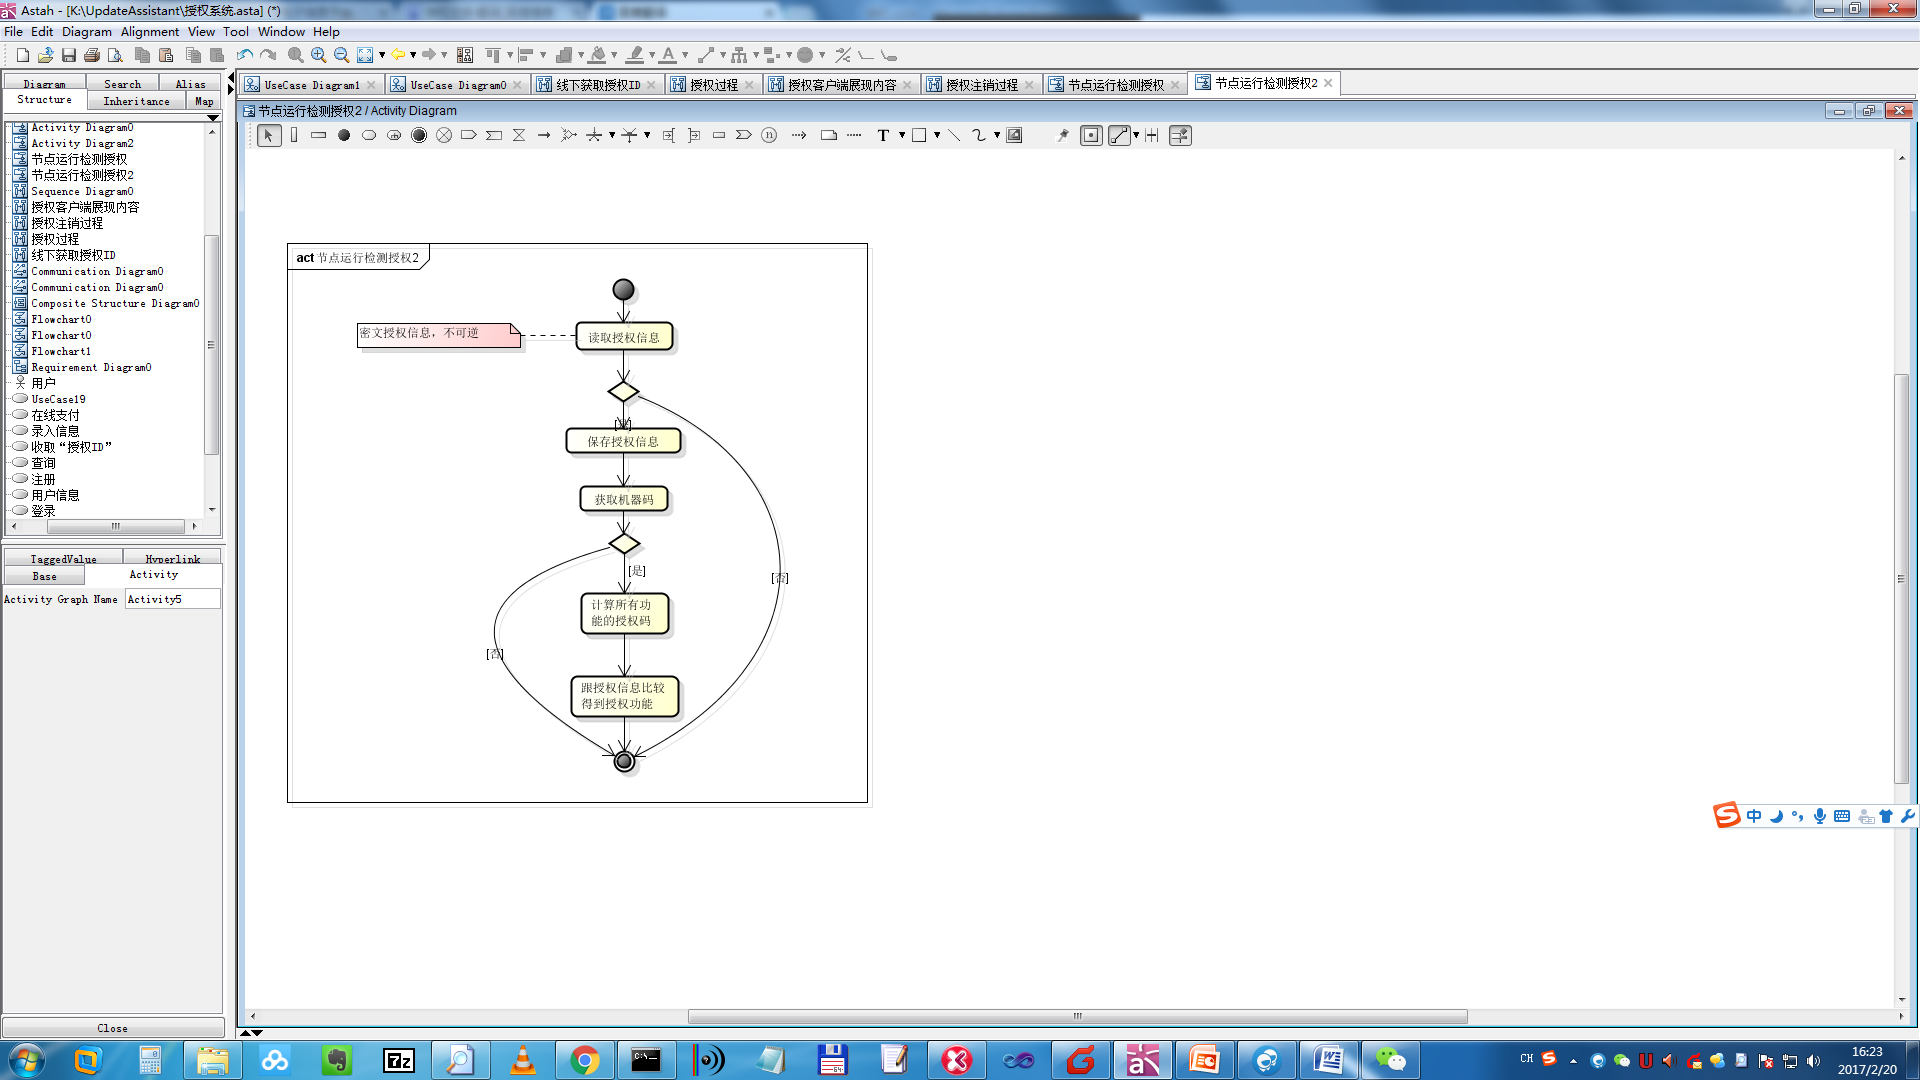 Astah - [K:\UpdateAssistant\授权系统.asta] (*)
File Edit Diagram Alignment View Tool Window Help
Diagram Search Alias
Structure Inheritance Map
UseCase Diagram1
UseCase Diagram0
线下获取授权ID
授权过程
授权客户端展现内容
授权注销过程
节点运行检测授权
节点运行检测授权2
节点运行检测授权2 / Activity Diagram
Activity Diagram0
Activity Diagram2
节点运行检测授权
节点运行检测授权2
Sequence Diagram0
授权客户端展现内容
授权注销过程
授权过程
线下获取授权ID
Communication Diagram0
Communication Diagram0
Composite Structure Diagram0
Flowchart0
Flowchart0
Flowchart1
Requirement Diagram0
用户
UseCase19
在线支付
录入信息
收取“授权ID”
查询
注册
用户信息
登录
TaggedValue Hyperlink
Base Activity
Activity Graph Name Activity5
Close
act 节点运行检测授权2
密文授权信息，不可逆
读取授权信息
保存授权信息
获取机器码
[是]
[否]
计算所有功
能的授权码
[否]
跟授权信息比较
得到授权功能
中
CH
16:23
2017/2/20